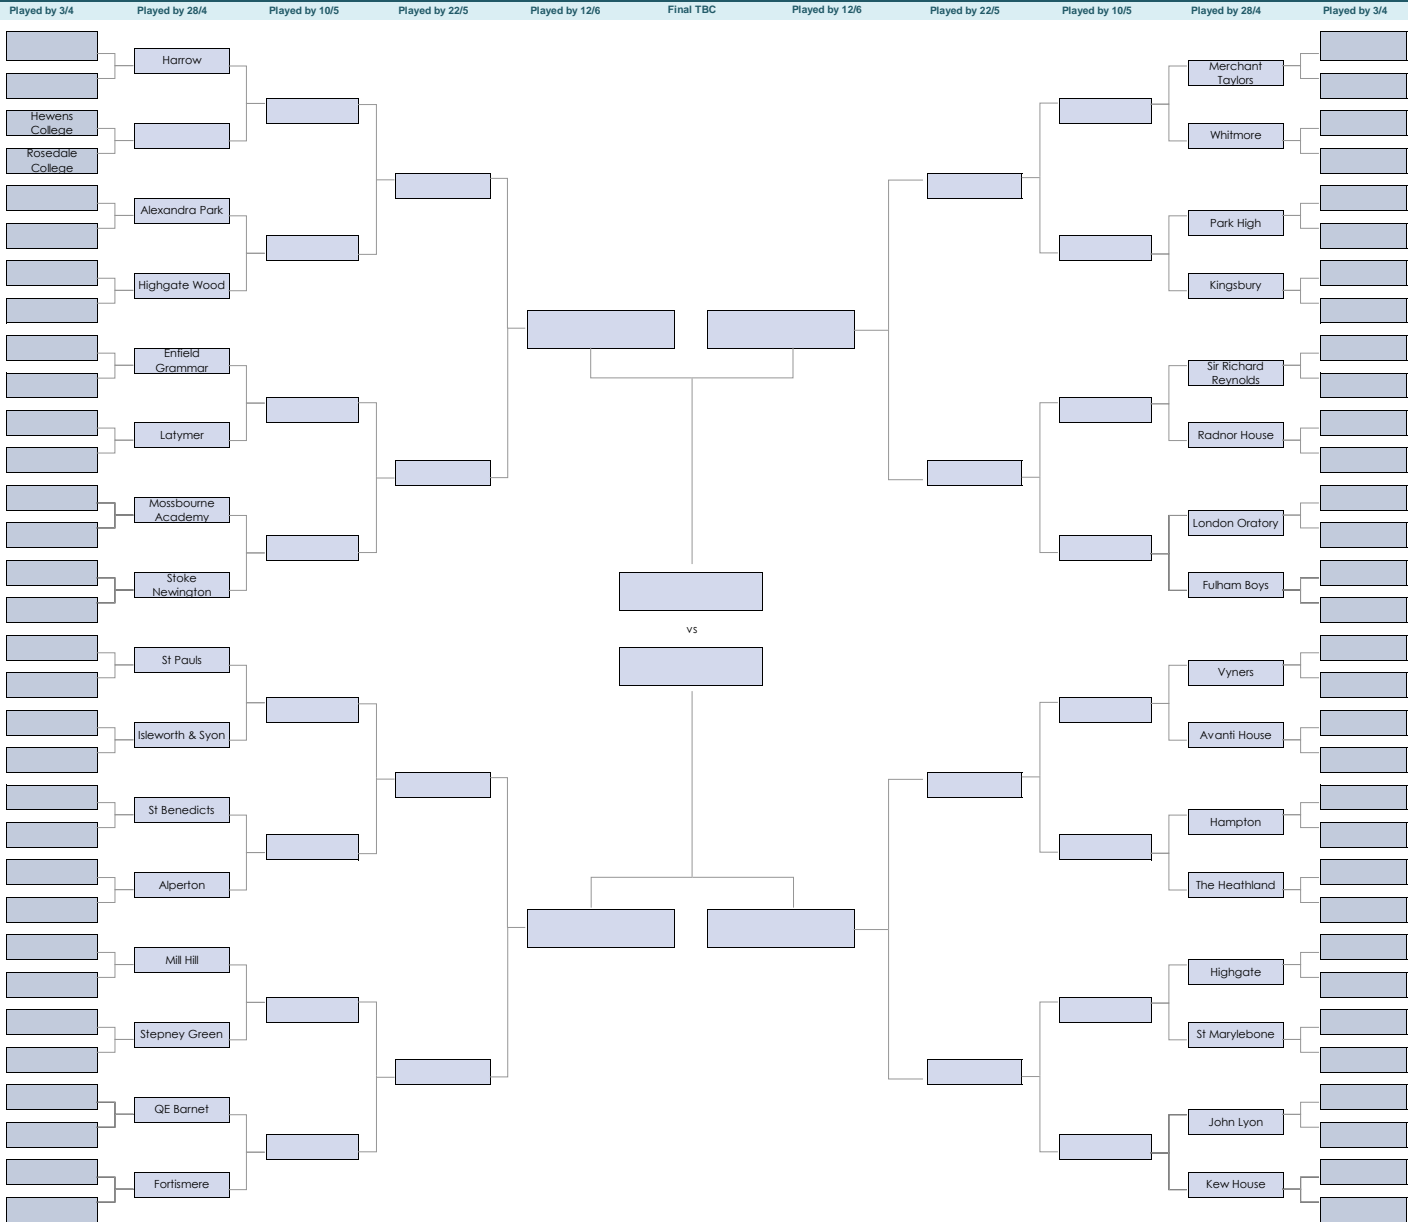 Played by 3/4 Played by 28/4 Played by 10/5 Played by 22/5 Played by 12/6 Final TBC Played by 12/6 Played by 22/5 Played by 10/5 Played by 28/4 Played by 3/4
Harrow
Hewens
College
Rosedale
College
Alexandra Park
Highgate Wood
Enfield
Grammar
Latymer
Mossbourne
Academy
Stoke
Newington
St Pauls
Isleworth & Syon
St Benedicts
Alperton
Mill Hill
Stepney Green
QE Barnet
Fortismere
vs
Merchant
Taylors
Whitmore
Park High
Kingsbury
Sir Richard
Reynolds
Radnor House
London Oratory
Fulham Boys
Vyners
Avanti House
Hampton
The Heathland
Highgate
St Marylebone
John Lyon
Kew House